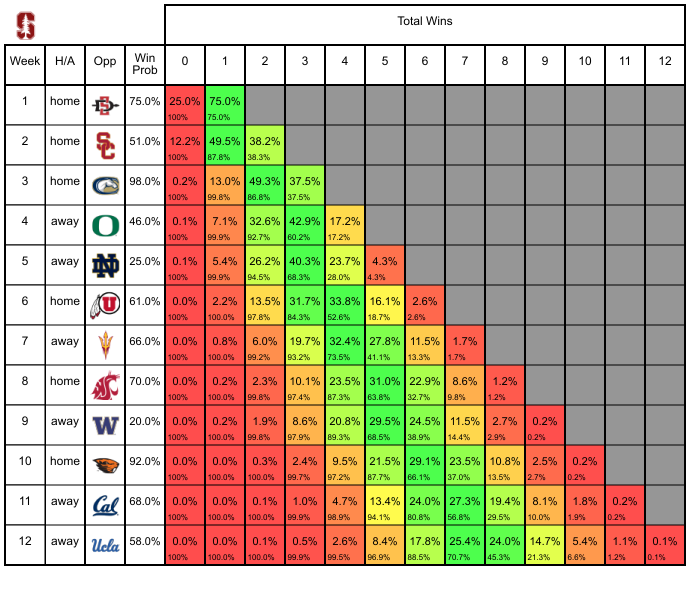 S
Total Wins
Week H/A Opp Win Prob 0 1 2 3 4 5 6 7 8 9 10 11 12
1 home SD 75.0% 25.0% 75.0%
100% 75.0%
2 home SC 51.0% 12.2% 49.5% 38.2%
100% 87.8% 38.3%
3 home 98.0% 0.2% 13.0% 49.3% 37.5%
100% 99.8% 86.8% 37.5%
4 away O 46.0% 0.1% 7.1% 32.6% 42.9% 17.2%
100% 99.9% 92.7% 60.2% 17.2%
5 away ND 25.0% 0.1% 5.4% 26.2% 40.3% 23.7% 4.3%
100% 99.9% 94.5% 68.3% 28.0% 4.3%
6 home U 61.0% 0.0% 2.2% 13.5% 31.7% 33.8% 16.1% 2.6%
100% 100.0% 97.8% 84.3% 52.6% 18.7% 2.6%
7 away 66.0% 0.0% 0.8% 6.0% 19.7% 32.4% 27.8% 11.5% 1.7%
100% 100.0% 99.2% 93.2% 73.5% 41.1% 13.3% 1.7%
8 home 70.0% 0.0% 0.2% 2.3% 10.1% 23.5% 31.0% 22.9% 8.6% 1.2%
100% 100.0% 99.8% 97.4% 87.3% 63.8% 32.7% 9.8% 1.2%
9 away W 20.0% 0.0% 0.2% 1.9% 8.6% 20.8% 29.5% 24.5% 11.5% 2.7% 0.2%
100% 100.0% 99.8% 97.9% 89.3% 68.5% 38.9% 14.4% 2.9% 0.2%
10 home 92.0% 0.0% 0.0% 0.3% 2.4% 9.5% 21.5% 29.1% 23.5% 10.8% 2.5% 0.2%
100% 100.0% 100.0% 99.7% 97.2% 87.7% 66.1% 37.0% 13.5% 2.7% 0.2%
11 away Cal 68.0% 0.0% 0.0% 0.1% 1.0% 4.7% 13.4% 24.0% 27.3% 19.4% 8.1% 1.8% 0.2%
100% 100.0% 100.0% 99.9% 98.9% 94.1% 80.8% 56.8% 29.5% 10.0% 1.9% 0.2%
12 away Ucla 58.0% 0.0% 0.0% 0.1% 0.5% 2.6% 8.4% 17.8% 25.4% 24.0% 14.7% 5.4% 1.1% 0.1%
100% 100.0% 100.0% 99.9% 99.5% 96.9% 88.5% 70.7% 45.3% 21.3% 6.6% 1.2% 0.1%